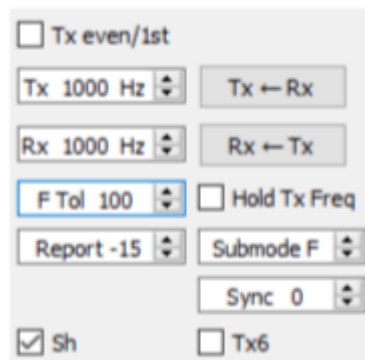 Tx even/1st
Tx 1000 Hz Tx ← Rx
Rx 1000 Hz Rx ← Tx
F Tol 100 Hold Tx Freq
Report -15 Submode F
Sync 0
Sh Tx6